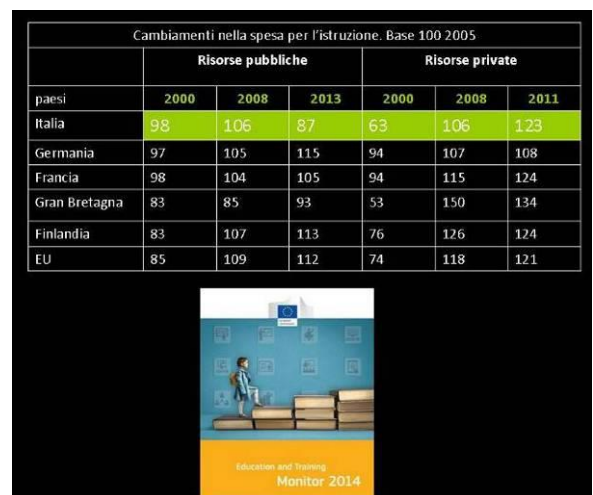 Cambiamenti nella spesa per l'istruzione. Base 100 2005
Risorse pubbliche Risorse private
paesi 2000 2008 2013 2000 2008 2011
Italia 98 106 87 63 106 123
Germania 97 105 115 94 107 108
Francia 98 104 105 94 115 124
Gran Bretagna 83 85 93 53 150 134
Finlandia 83 107 113 76 126 124
EU 85 109 112 74 118 121
Education and Training
Monitor 2014